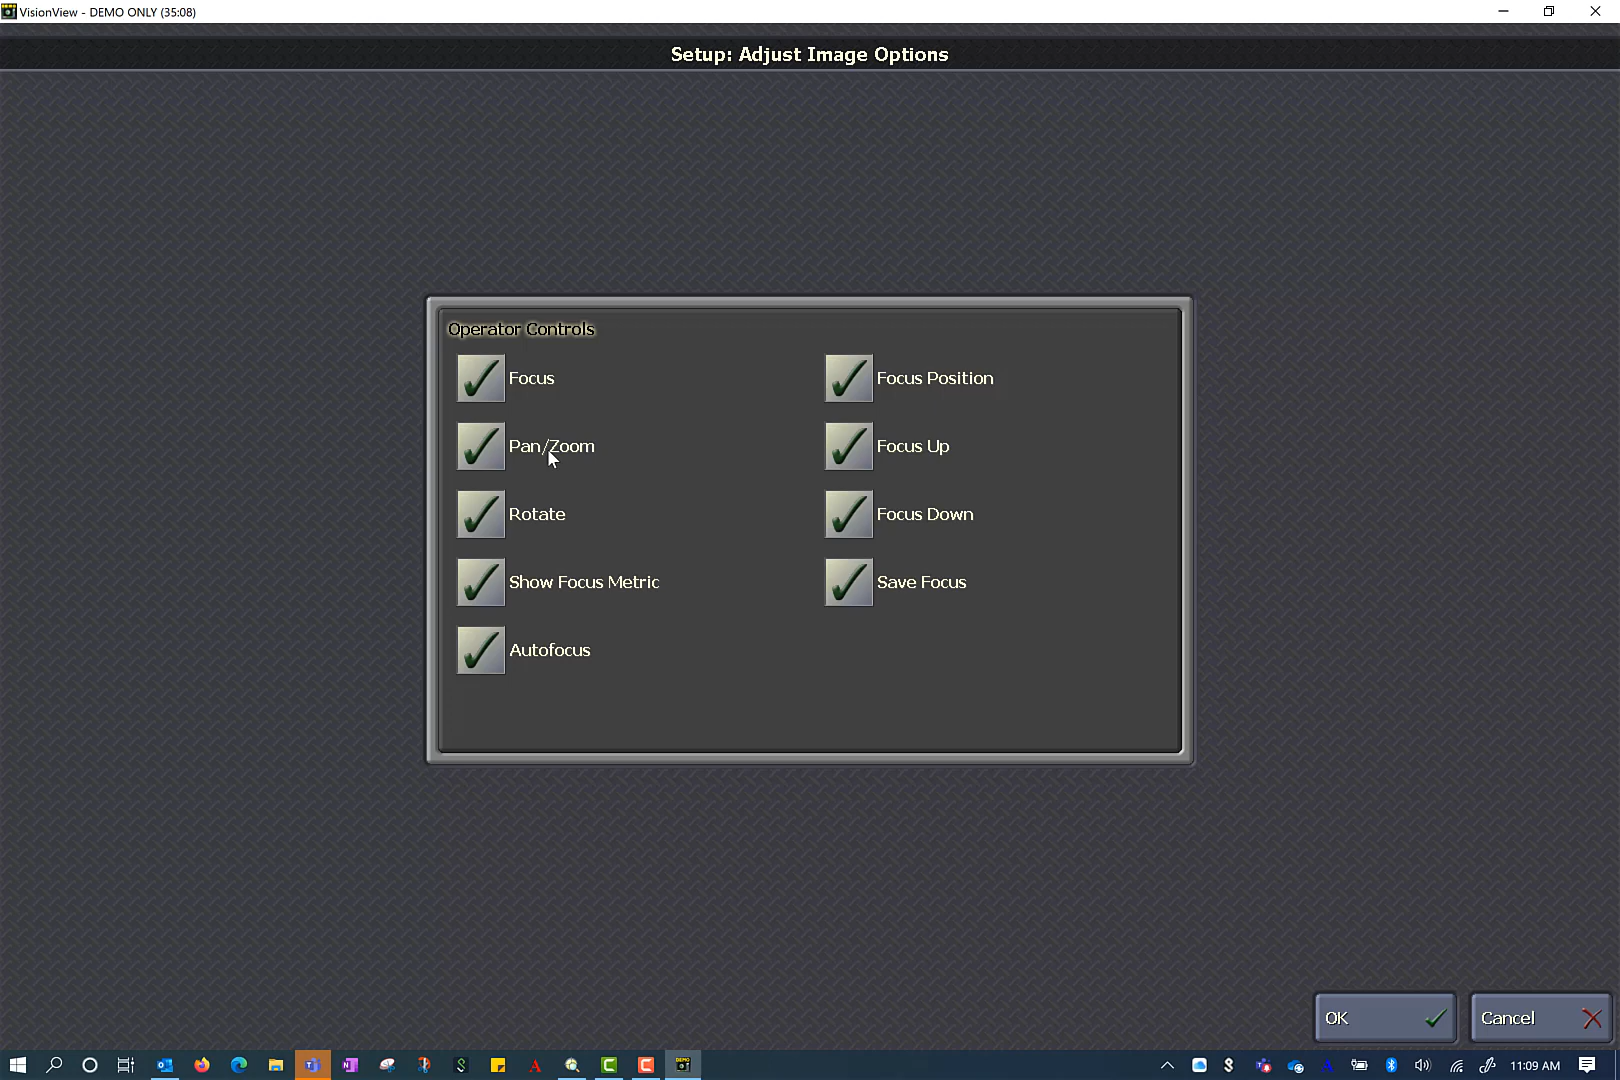 VisionView - DEMO ONLY (35:08)
Setup: Adjust Image Options
Operator Controls
Focus
Focus Position
Pan/Zoom
Focus Up
Rotate
Focus Down
Show Focus Metric
Save Focus
Autofocus
OK
Cancel
11:09 AM